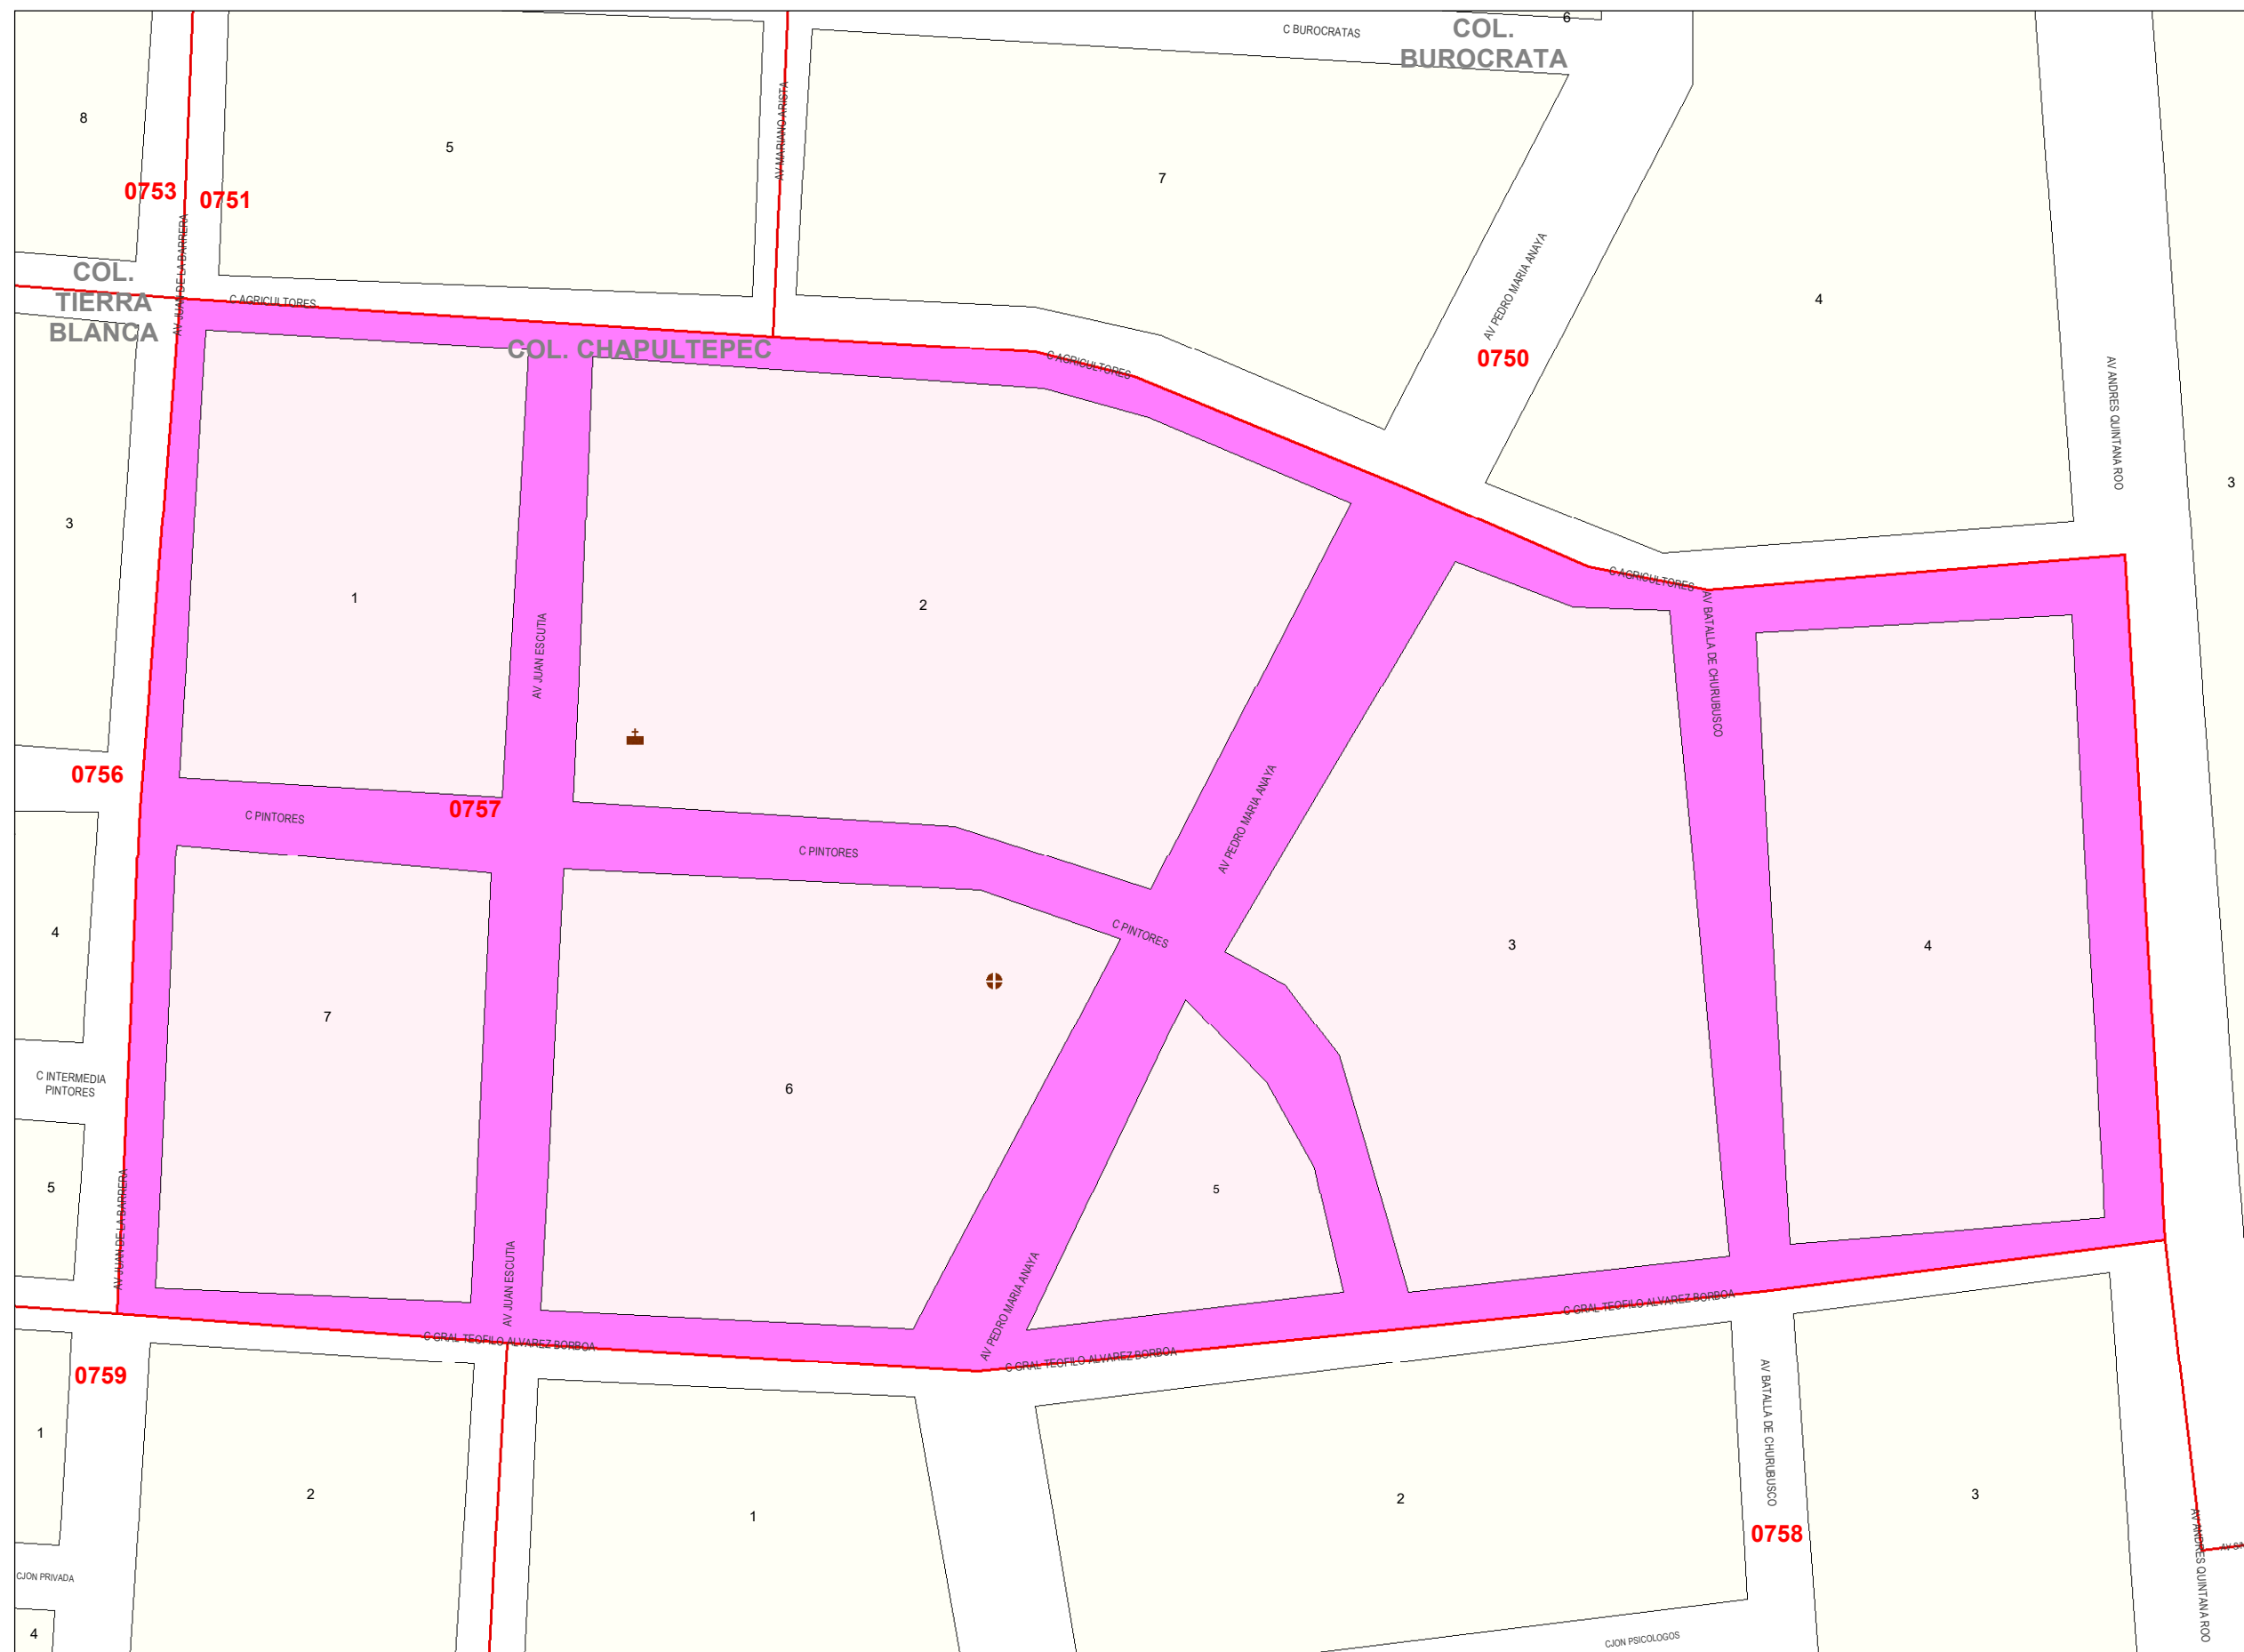 6
C BUROCRATAS
COL.
BUROCRATA
8
5
AV MARIANO ARISTA
7
0753
0751
AV JUAN DE LA BARRERA
COL.
TIERRA
BLANCA
C AGRICULTORES
COL. CHAPULTEPEC
C AGRICULTORES
AV PEDRO MARIA ANAYA
0750
4
AV ANDRES QUINTANA ROO
3
3
1
AV JUAN ESCUTIA
2
C AGRICULTORES
AV BATALLA DE CHURUBUSCO
0756
0757
C PINTORES
C PINTORES
AV PEDRO MARIA ANAYA
C PINTORES
3
4
4
7
C INTERMEDIA
PINTORES
6
5
5
AV JUAN DE LA BARRERA
AV JUAN ESCUTIA
AV PEDRO MARIA ANAYA
C GRAL TEOFILO ALVAREZ BORBOA
C GRAL TEOFILO ALVAREZ BORBOA
C GRAL TEOFILO ALVAREZ BORBOA
0759
1
2
1
2
AV BATALLA DE CHURUBUSCO
3
0758
AV ANDRES QUINTANA ROO
CJON PRIVADA
4
CJON PSICOLOGOS